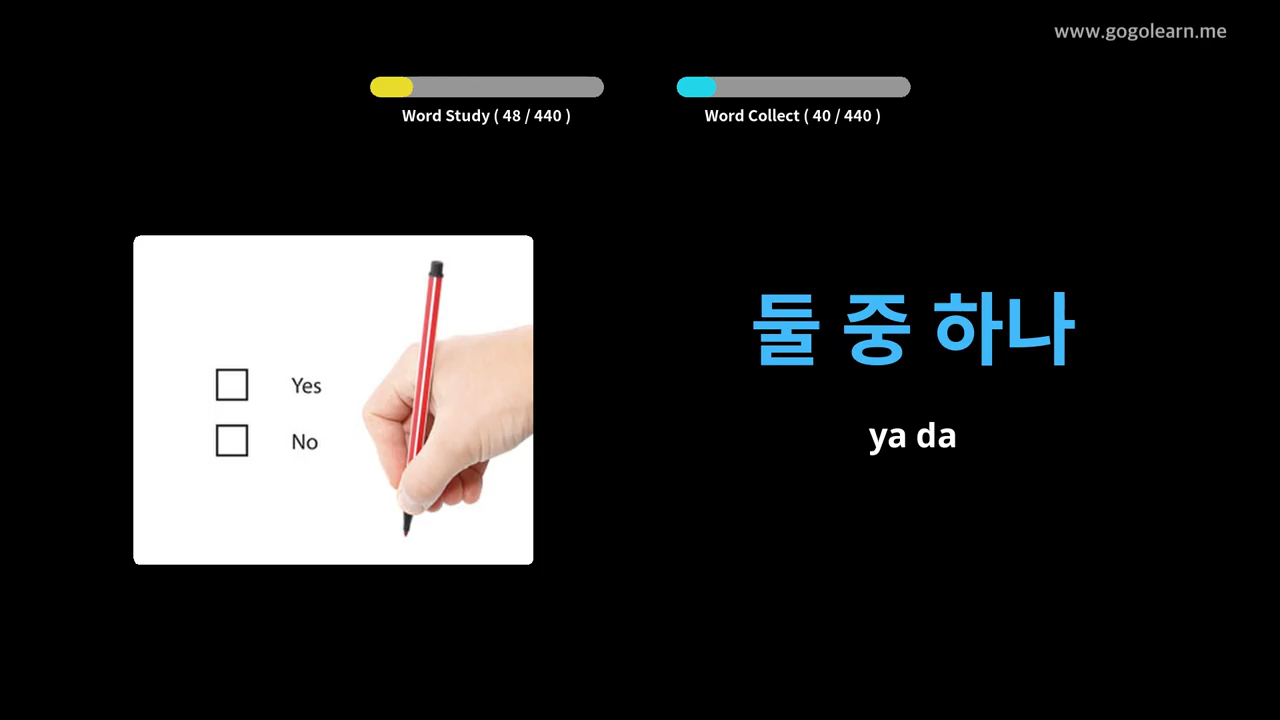 www.gogolearn.me
Word Study ( 48 / 440 )
Word Collect ( 40 / 440 )
Yes
No
둘 중 하나
ya da